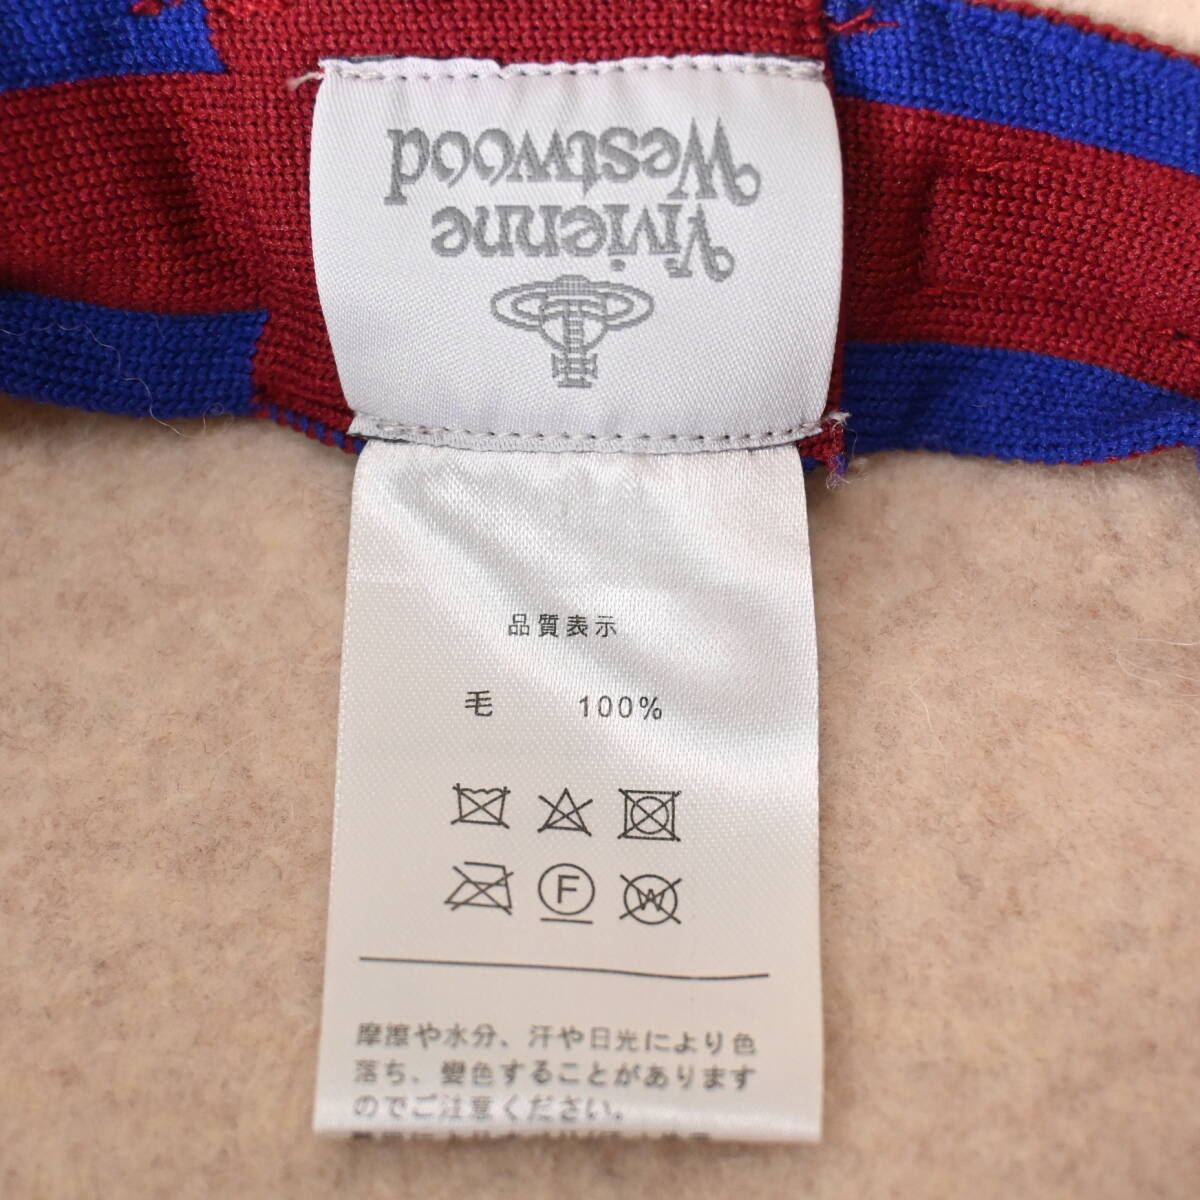 Vivienne
Westwood
品質表示
毛 100%
F
W
摩擦や水分、汗や日光により色
落ち、變色することがあります
のでご注意ください。